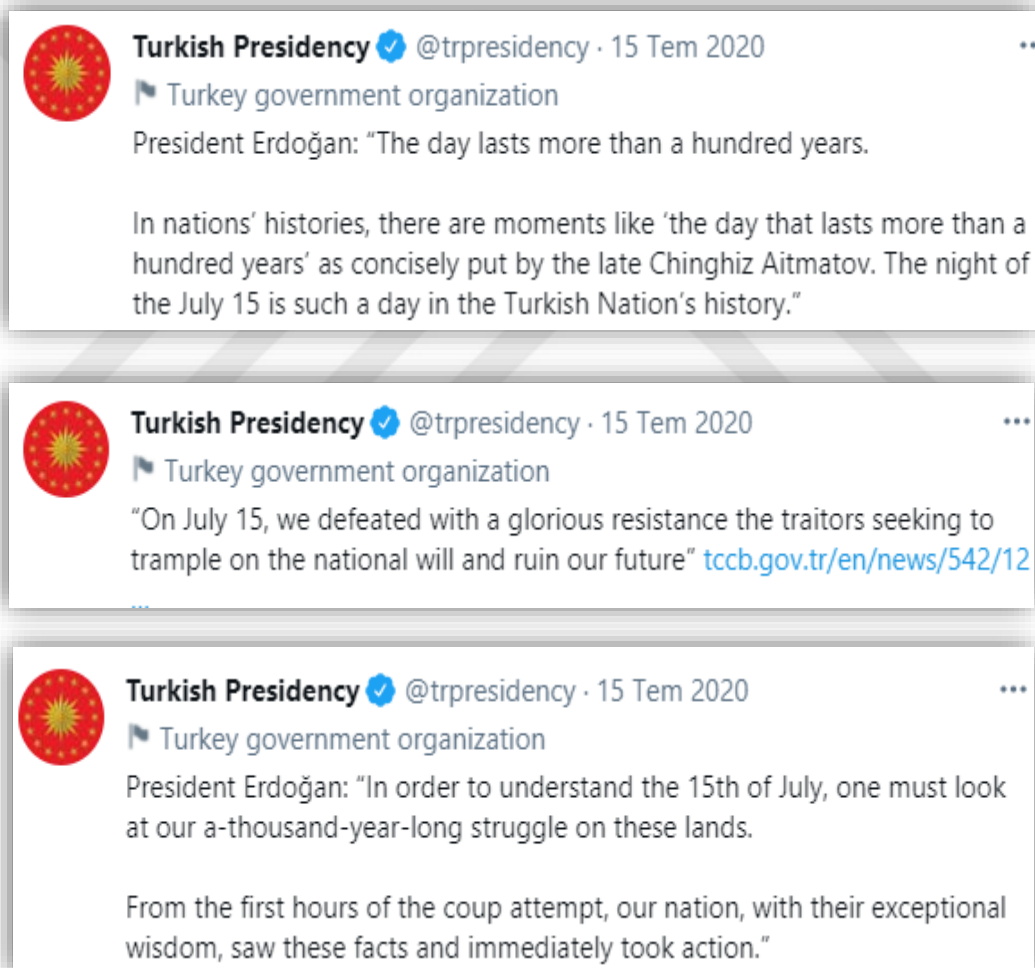 Turkish Presidency @trpresidency · 15 Tem 2020
Turkey government organization
President Erdoğan: “The day lasts more than a hundred years.
In nations’ histories, there are moments like ‘the day that lasts more than a
hundred years’ as concisely put by the late Chinghiz Aitmatov. The night of
the July 15 is such a day in the Turkish Nation’s history.”
Turkish Presidency @trpresidency · 15 Tem 2020
Turkey government organization
“On July 15, we defeated with a glorious resistance the traitors seeking to
trample on the national will and ruin our future” tccb.gov.tr/en/news/542/12
...
Turkish Presidency @trpresidency · 15 Tem 2020
Turkey government organization
President Erdoğan: “In order to understand the 15th of July, one must look
at our a-thousand-year-long struggle on these lands.
From the first hours of the coup attempt, our nation, with their exceptional
wisdom, saw these facts and immediately took action.”